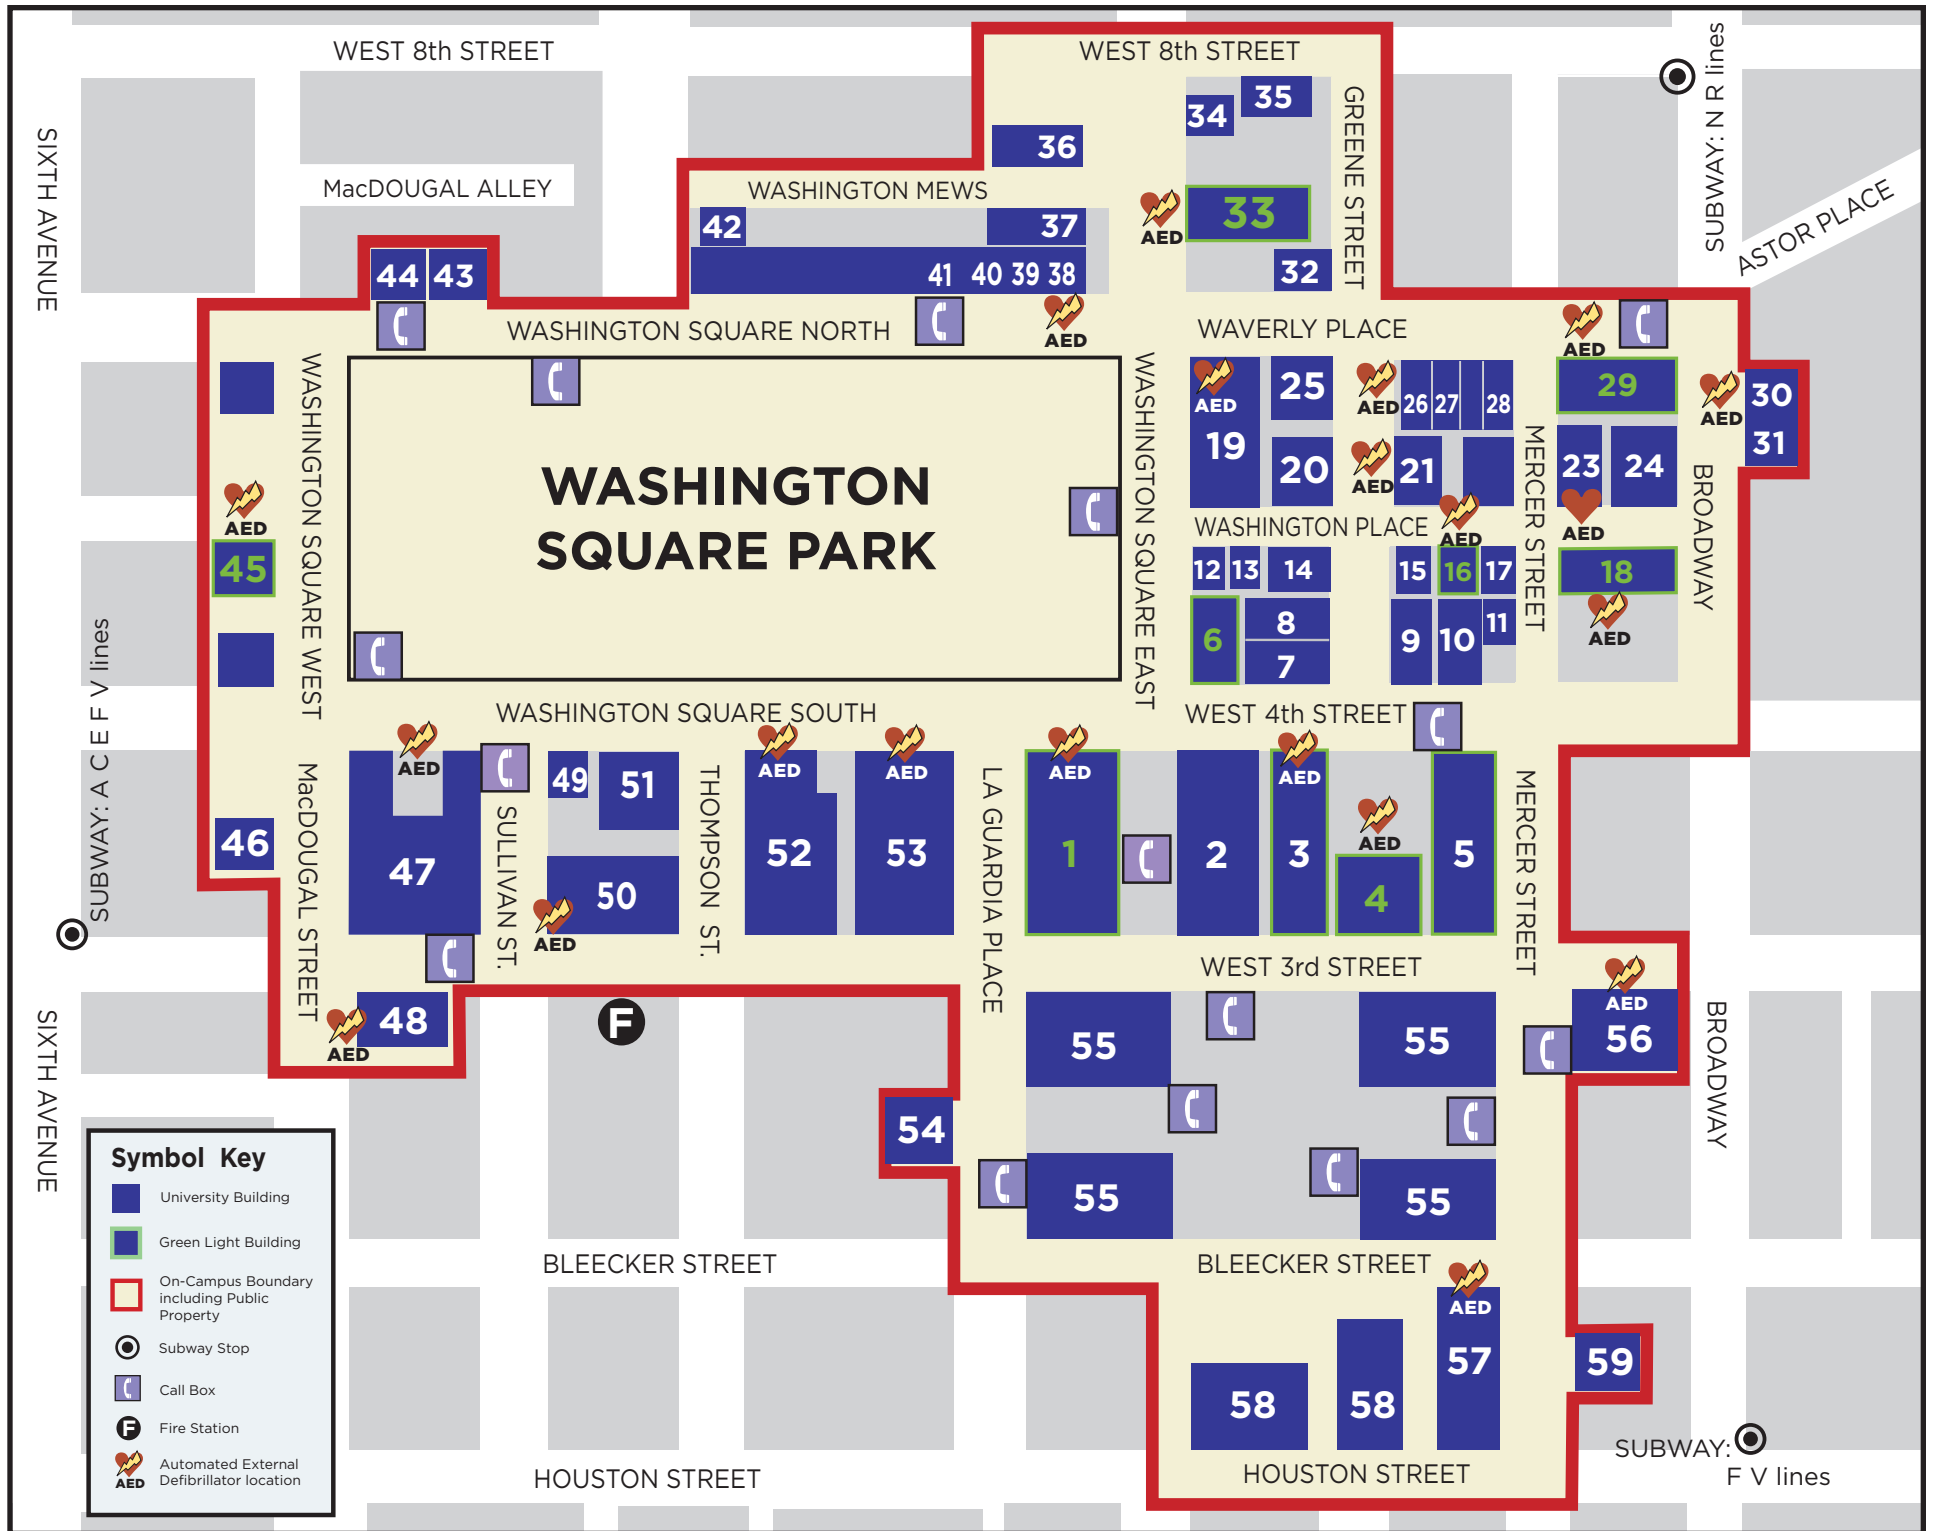 WEST 8th STREET
WEST 8th STREET
SUBWAY: N R lines
SIXTH AVENUE
GREENE STREET
34
35
36
MacDOUGAL ALLEY
WASHINGTON MEWS
ASTOR PLACE
42
37
33
AED
44
43
41
40
39
38
32
WASHINGTON SQUARE NORTH
AED
WAVERLY PLACE
AED
WASHINGTON SQUARE WEST
WASHINGTON SQUARE EAST
AED
19
25
AED
26
27
28
29
AED
30
31
20
AED
21
MERCER STREET
23
24
BROADWAY
WASHINGTON
SQUARE PARK
AED
45
WASHINGTON PLACE
AED
AED
12
13
14
15
16
17
18
6
8
7
9
10
11
AED
SUBWAY: A C E F V lines
WASHINGTON SQUARE SOUTH
WEST 4th STREET
AED
AED
AED
AED
AED
MacDOUGAL STREET
46
47
SULLIVAN ST.
49
51
THOMPSON ST.
52
53
LA GUARDIA PLACE
1
2
3
AED
4
5
MERCER STREET
50
AED
WEST 3rd STREET
48
AED
F
SIXTH AVENUE
55
55
AED
56
BROADWAY
54
55
55
BLEECKER STREET
BLEECKER STREET
AED
57
58
58
59
HOUSTON STREET
HOUSTON STREET
SUBWAY:
F V lines
Symbol Key
University Building
Green Light Building
On-Campus Boundary
including Public
Property
Subway Stop
Call Box
F
Fire Station
Automated External
Defibrillator location
AED